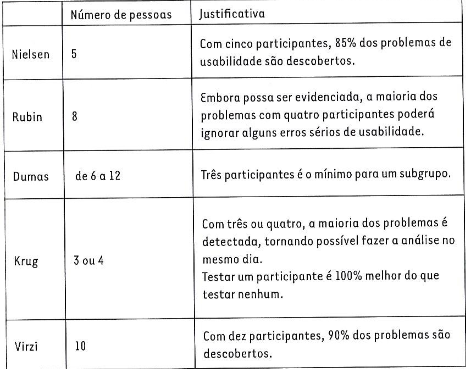 Número de pessoas
Justificativa
Nielsen
5
Com cinco participantes, 85% dos problemas de
usabilidade são descobertos.
Rubin
8
Embora possa ser evidenciada, a maioria dos
problemas com quatro participantes poderá
ignorar alguns erros sérios de usabilidade.
Dumas
de 6 a 12
Três participantes é o mínimo para um subgrupo.
Krug
3 ou 4
Com três ou quatro, a maioria dos problemas é
detectada, tornando possível fazer a análise no
mesmo dia.
Testar um participante é 100% melhor do que
testar nenhum.
Virzi
10
Com dez participantes, 90% dos problemas são
descobertos.